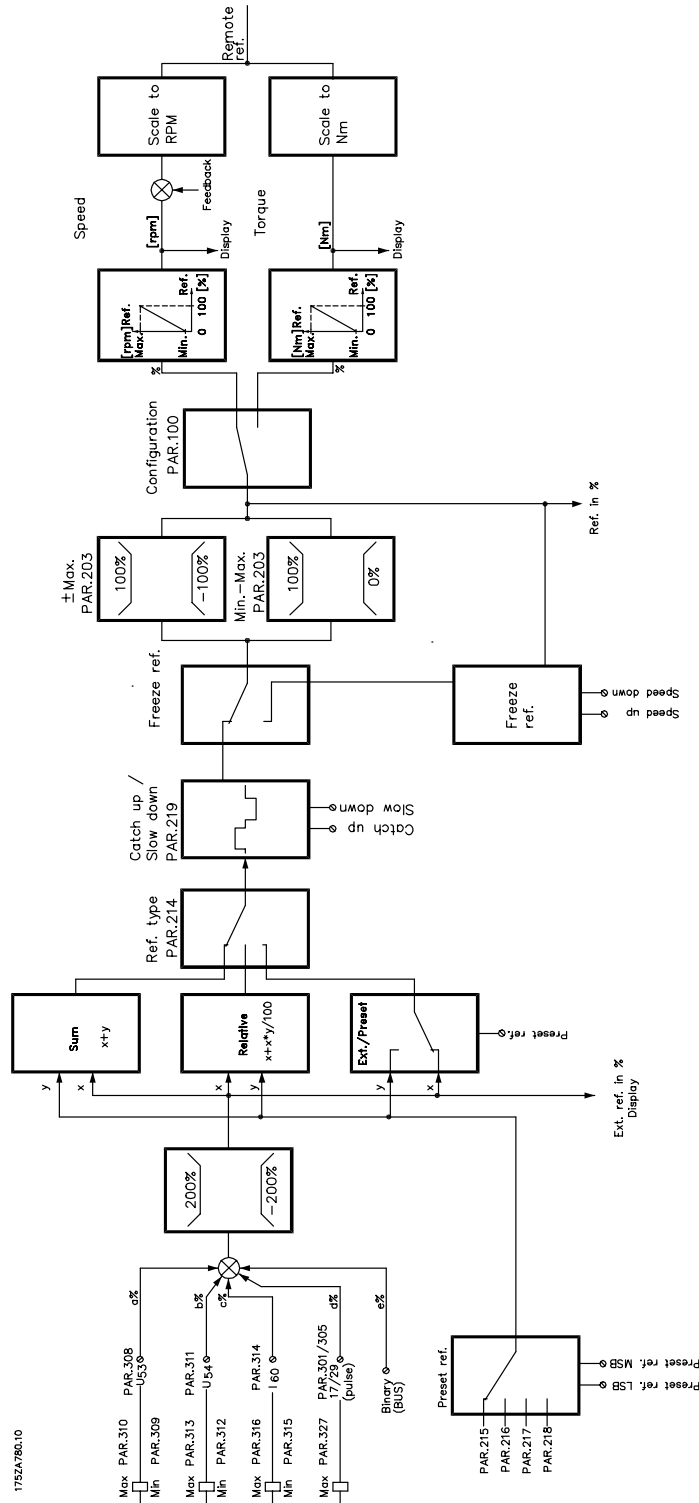 175ZA780.10
Max PAR.310
Min PAR.309
PAR.308
U53
a%
Max PAR.313
Min PAR.312
PAR.311
U54
b%
c%
Max PAR.316
Min PAR.315
PAR.314
I 60
Max PAR.327
PAR.301/305
17/29
(pulse)
d%
Binary
(BUS)
e%
PAR.215
PAR.216
PAR.217
PAR.218
Preset ref.
Preset ref. LSB
Preset ref. MSB
200%
-200%
Ext. ref. in %
Display
y
x
Sum
x+y
x
y
Relative
x+x*y/100
y
x
Ext./Preset
Preset ref.
Ref. type
PAR.214
Catch up/
Slow down
PAR.219
Catch up
Slow down
Freeze ref.
Freeze
ref.
Speed up
Speed down
±Max.
PAR.203
100%
-100%
Min.-Max.
PAR.203
100%
0%
Ref. in %
Configuration
PAR.100
%
%
[rpm]Ref.
Max.
Min.
Ref.
0 100 [%]
[Nm]Ref.
Max.
Min.
Ref.
0 100 [%]
Speed
[rpm]
Display
Feedback
Torque
[Nm]
Display
Scale to
RPM
Scale to
Nm
Remote
ref.